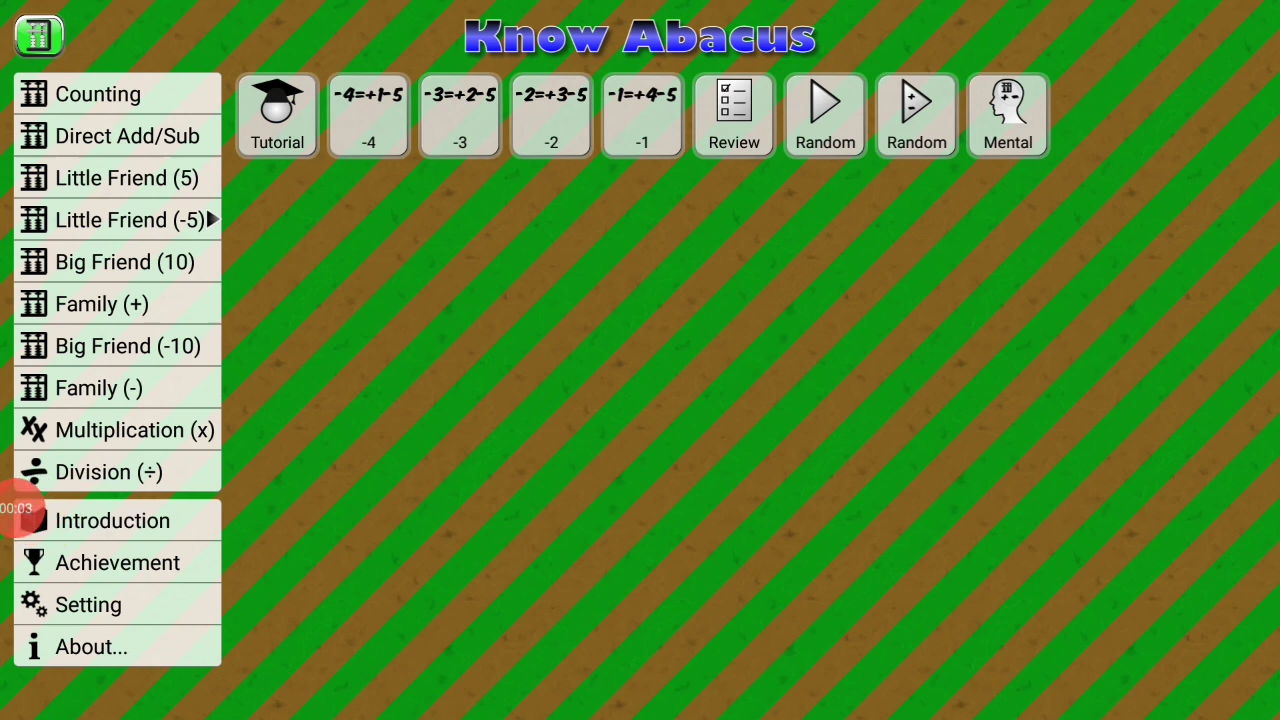 Know Abacus
Counting
Direct Add/Sub
Little Friend (5)
Little Friend (-5)
Big Friend (10)
Family (+)
Big Friend (-10)
Family (-)
Multiplication (x)
Division (÷)
00:03
Introduction
Achievement
Setting
About...
Tutorial
-4=+1-5
-4
-3=+2-5
-3
-2=+3-5
-2
-1=+4-5
-1
Review
Random
Random
Mental